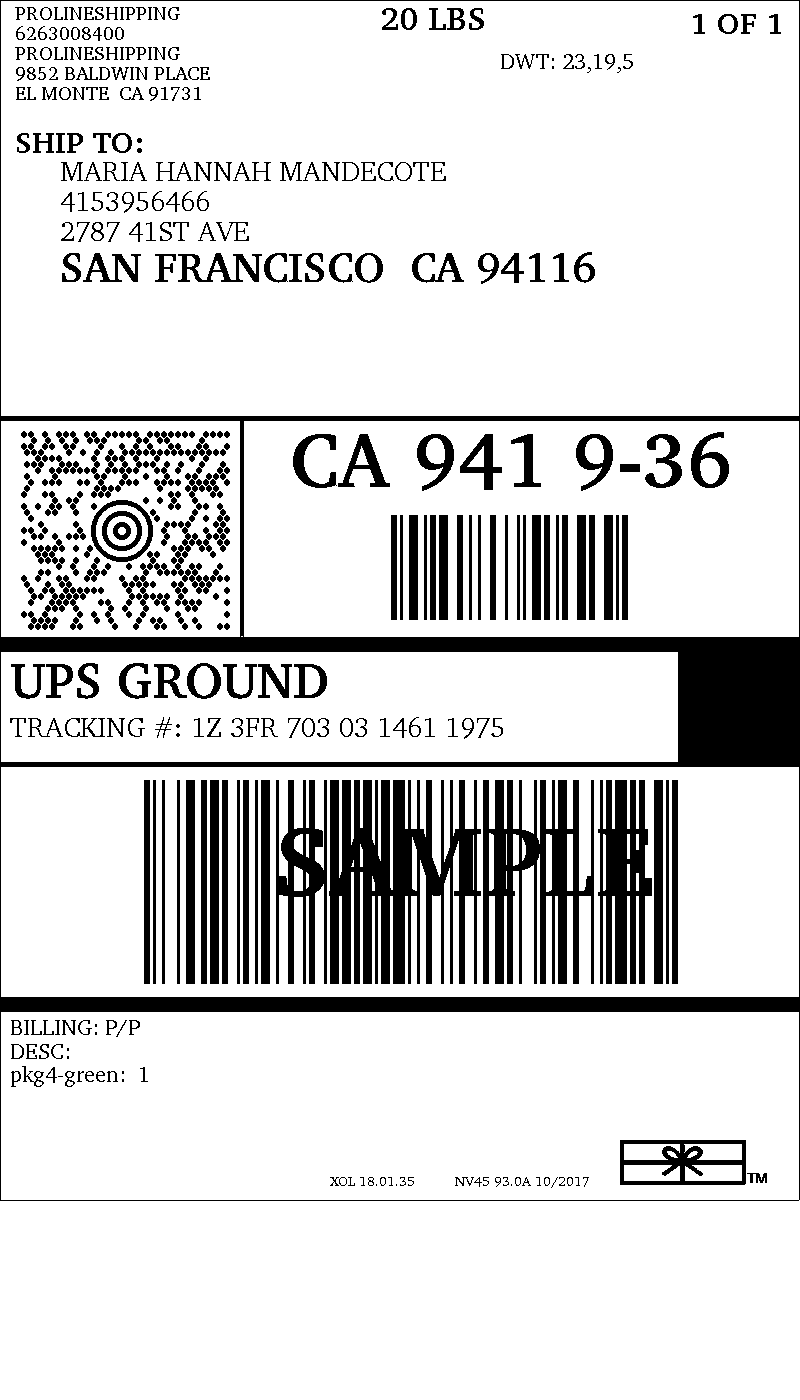 PROLINESHIPPING
6263008400
PROLINESHIPPING
9852 BALDWIN PLACE
EL MONTE  CA 91731
20 LBS
1 OF 1
DWT: 23,19,5
SHIP TO:
MARIA HANNAH MANDECOTE
4153956466
2787 41ST AVE
SAN FRANCISCO  CA 94116
CA 941 9-36
UPS GROUND
TRACKING #: 1Z 3FR 703 03 1461 1975
SAMPLE
BILLING: P/P
DESC:
pkg4-green:  1
XOL 18.01.35
NV45 93.0A 10/2017
TM